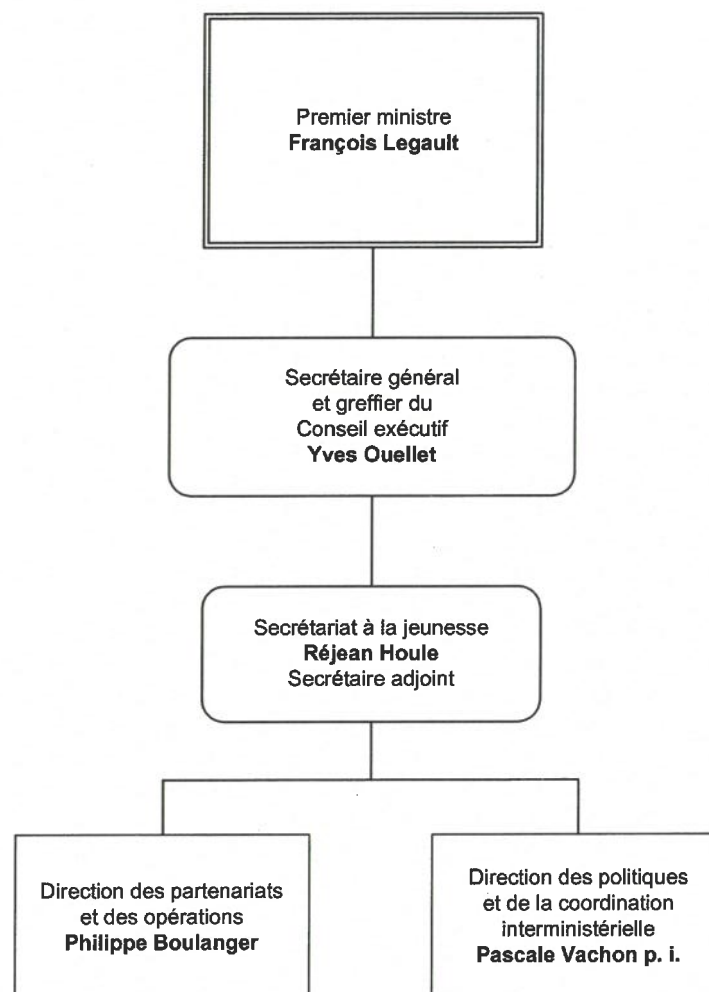 Premier ministre
François Legault
Secrétaire général
et greffier du
Conseil exécutif
Yves Ouellet
Secrétariat à la jeunesse
Réjean Houle
Secrétaire adjoint
Direction des partenariats
et des opérations
Philippe Boulanger
Direction des politiques
et de la coordination
interministérielle
Pascale Vachon p. i.